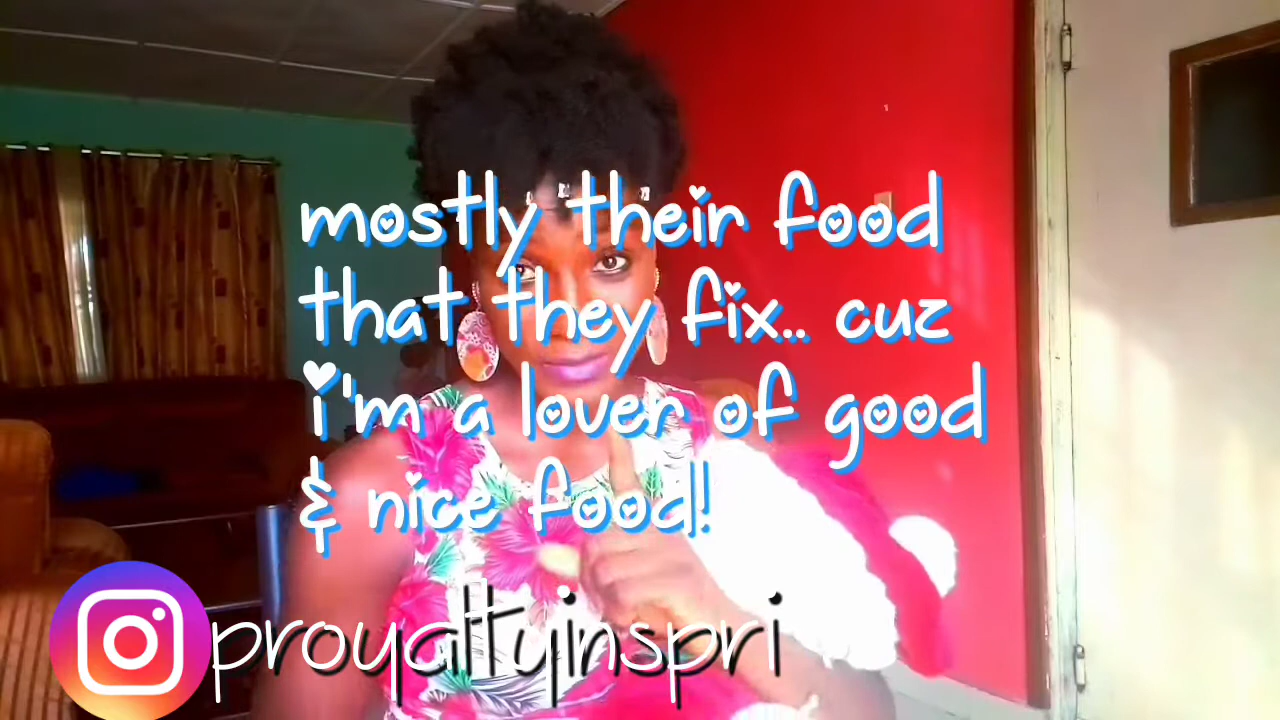 mostly their food
that they fix.. cuz
i'm a lover of good
& nice food!
proyaltyinspri